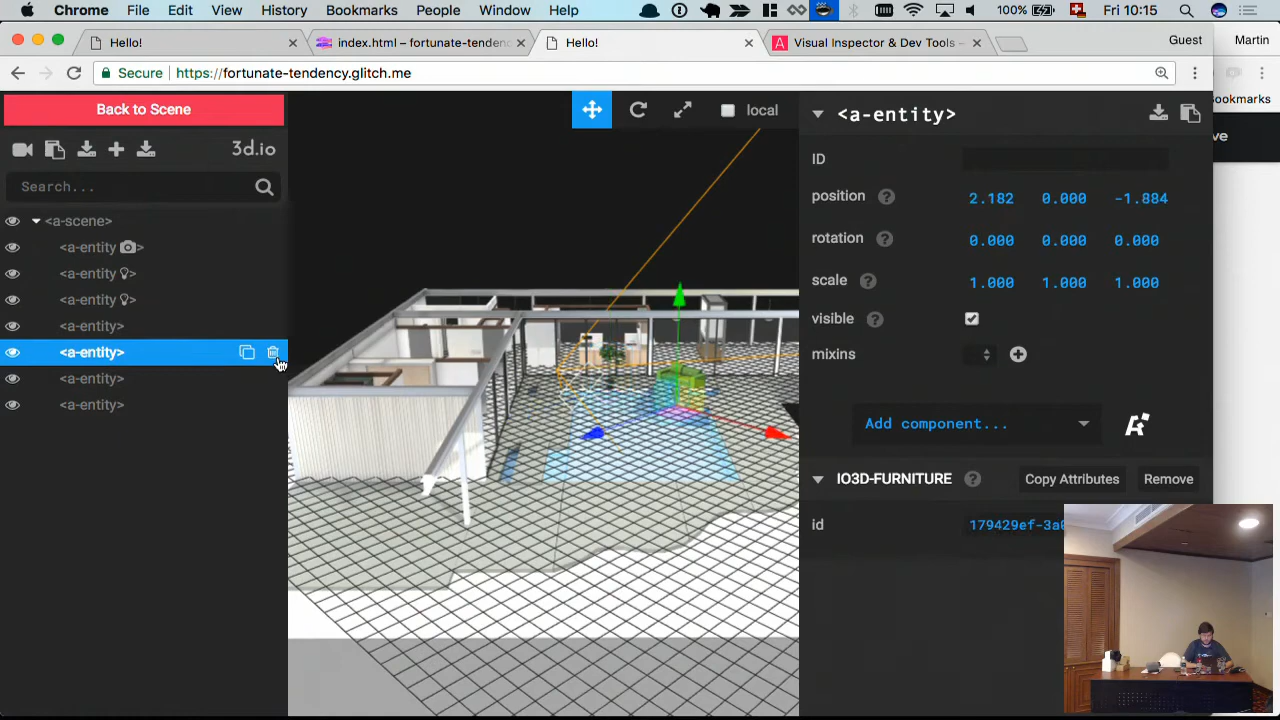 Chrome File Edit View History Bookmarks People Window Help 100% Fri 10:15
Hello! index.html – fortunate-tendenc Hello! Visual Inspector & Dev Tools – Guest Martin
Secure https://fortunate-tendency.glitch.me
ookmarks
Back to Scene
local
<a-entity>
ve
3d.io
ID
Search...
position 2.182 0.000 -1.884
<a-scene>
rotation 0.000 0.000 0.000
<a-entity >
<a-entity >
scale 1.000 1.000 1.000
<a-entity >
visible
<a-entity>
mixins
<a-entity>
<a-entity>
<a-entity>
Add component...
IO3D-FURNITURE Copy Attributes Remove
id 179429ef-3a0